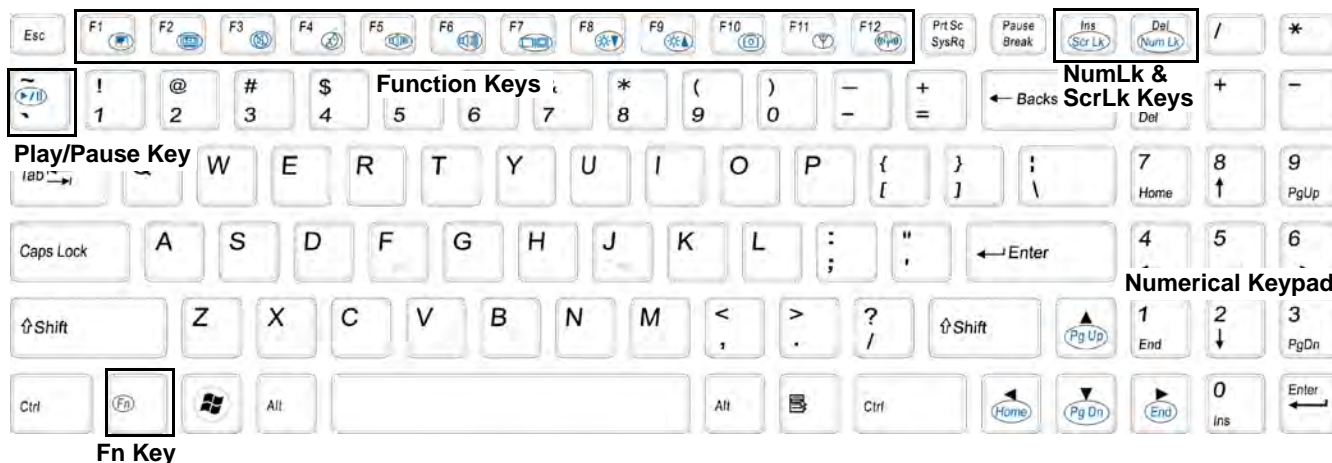 Esc F1 F2 F3 F4 F5 F6 F7 F8 F9 F10 F11 F12 Prt Sc SysRq Pause Break Ins Scr Lk Del Num Lk / *
~ ` ! 1 @ 2 # 3 $ 4 5 6 7 * 8 ( 9 ) 0 — - + = ← Backs Del + -
Function Keys
NumLk &
ScrLk Keys
Play/Pause Key
Tab W E R T Y U I O P { [ } ] ¦ \ 7 Home 8 ↑ 9 PgUp
Caps Lock A S D F G H J K L : ; " ' Enter 4 5 6
Numerical Keypad
Shift Z X C V B N M < , > . ? / Shift Pg Up 1 End 2 ↓ 3 PgDn
Ctrl Fn Alt Alt Ctrl Home Pg Dn End 0 Ins Enter
Fn Key